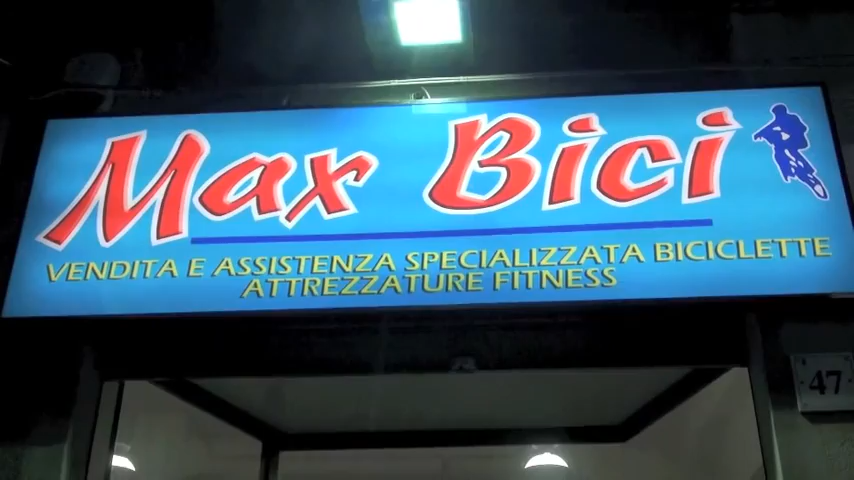 Max Bici
VENDITA E ASSISTENZA SPECIALIZZATA BICICLETTE
ATTREZZATURE FITNESS
47